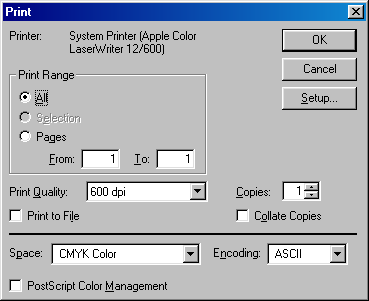 Print
Printer: System Printer (Apple Color
LaserWriter 12/600)
OK
Cancel
Setup...
Print Range
All
Selection
Pages
From: 1 To: 1
Print Quality: 600 dpi Copies: 1
Print to File Collate Copies
Space: CMYK Color Encoding: ASCII
PostScript Color Management